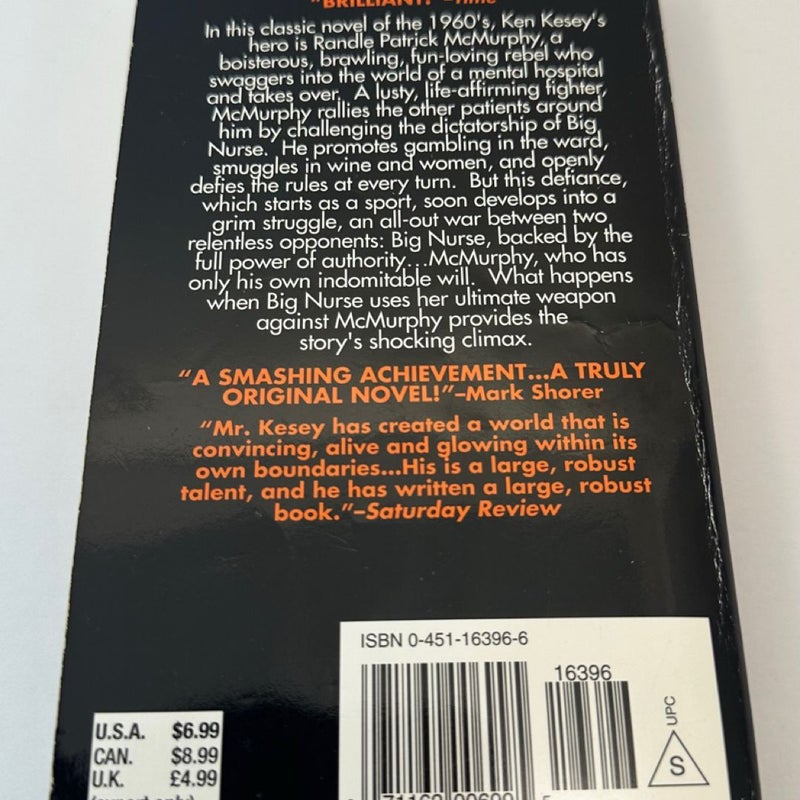 "BRILLIANT!"–Time
In this classic novel of the 1960's, Ken Kesey's
hero is Randle Patrick McMurphy, a
boisterous, brawling, fun-loving rebel who
swaggers into the world of a mental hospital
and takes over. A lusty, life-affirming fighter,
McMurphy rallies the other patients around
him by challenging the dictatorship of Big
Nurse. He promotes gambling in the ward,
smuggles in wine and women, and openly
defies the rules at every turn. But this defiance,
which starts as a sport, soon develops into a
grim struggle, an all-out war between two
relentless opponents: Big Nurse, backed by the
full power of authority...McMurphy, who has
only his own indomitable will. What happens
when Big Nurse uses her ultimate weapon
against McMurphy provides the
story's shocking climax.
"A SMASHING ACHIEVEMENT...A TRULY
ORIGINAL NOVEL!"–Mark Shorer
"Mr. Kesey has created a world that is
convincing, alive and glowing within its
own boundaries...His is a large, robust
talent, and he has written a large, robust
book."–Saturday Review
ISBN 0-451-16396-6
16396
UPC
S
U.S.A. $6.99
CAN. $8.99
U.K. £4.99
(export only)